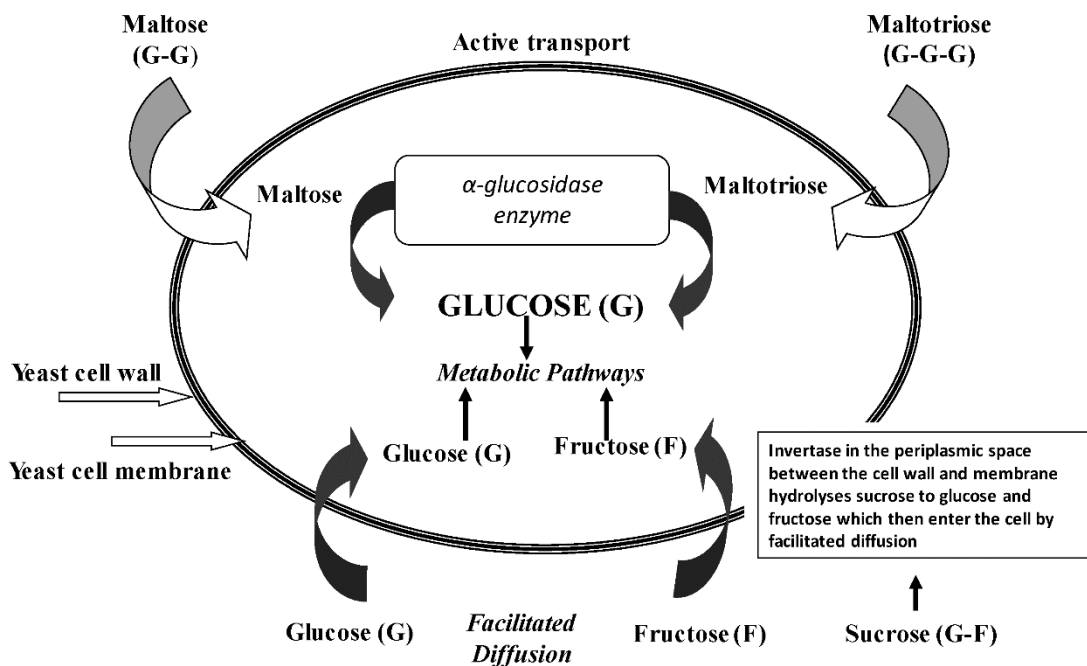 Maltose
(G-G)
Active transport
Maltotriose
(G-G-G)
Maltose
α-glucosidase
enzyme
Maltotriose
GLUCOSE (G)
Metabolic Pathways
Yeast cell wall
Yeast cell membrane
Glucose (G)
Fructose (F)
Invertase in the periplasmic space
between the cell wall and membrane
hydrolyses sucrose to glucose and
fructose which then enter the cell by
facilitated diffusion
Glucose (G)
Facilitated
Diffusion
Fructose (F)
Sucrose (G-F)